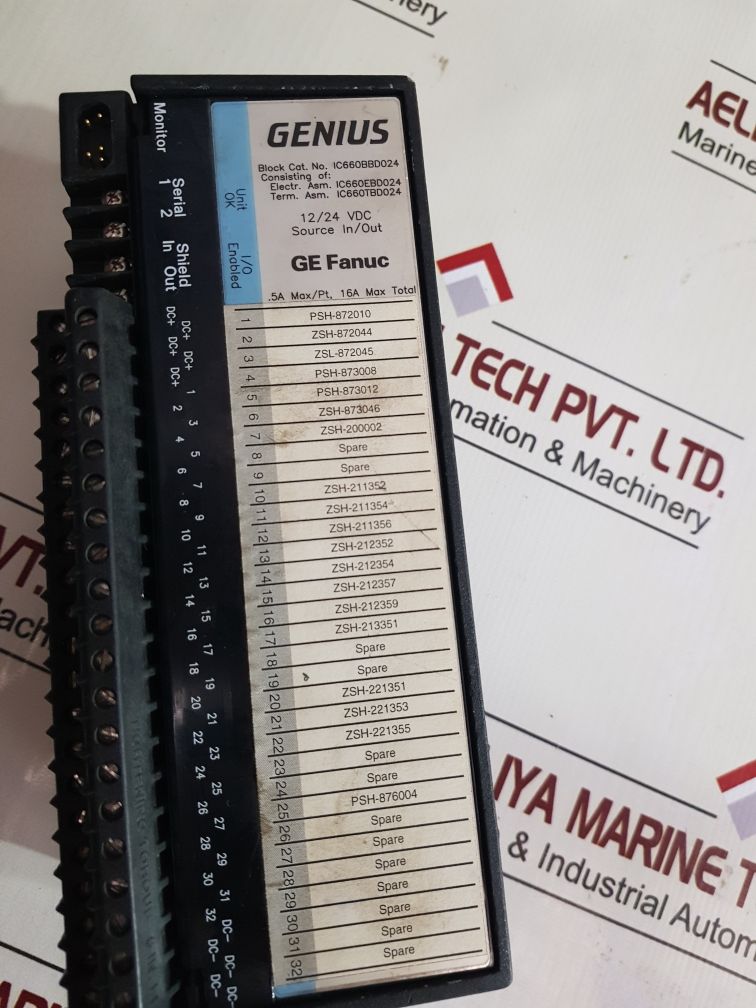 ery
AEL
Marine
Monitor
Serial
1 2
Shield
In Out
GENIUS
Block Cat. No. IC660BBD024
Consisting of:
Electr. Asm. IC660EBD024
Term. Asm. IC660TBD024
12/24 VDC
Source In/Out
GE Fanuc
Unit
OK
I/O
Enabled
.5A Max/Pt, 16A Max Total
1 PSH-872010
2 ZSH-872044
3 ZSL-872045
4 PSH-873008
5 PSH-873012
6 ZSH-873046
7 ZSH-200002
8 Spare
9 Spare
10 ZSH-211352
11 ZSH-211354
12 ZSH-211356
13 ZSH-212352
14 ZSH-212354
15 ZSH-212357
16 ZSH-212359
17 ZSH-213351
18 Spare
19 Spare
20 ZSH-221351
21 ZSH-221353
22 ZSH-221355
23 Spare
24 Spare
25 PSH-876004
26 Spare
27 Spare
28 Spare
29 Spare
30 Spare
31 Spare
32 Spare
DC+ DC+ 1 3 5 7 9 11 13 15 17 19 21 23 25 27 29 31 DC- DC- DC-
DC+ DC+ DC+ 2 4 6 8 10 12 14 16 18 20 22 24 26 28 30 32 DC- DC-
TECH PVT. LTD.
mation & Machinery
VT.
Mach
IYA MARINE T
& Industrial Autom